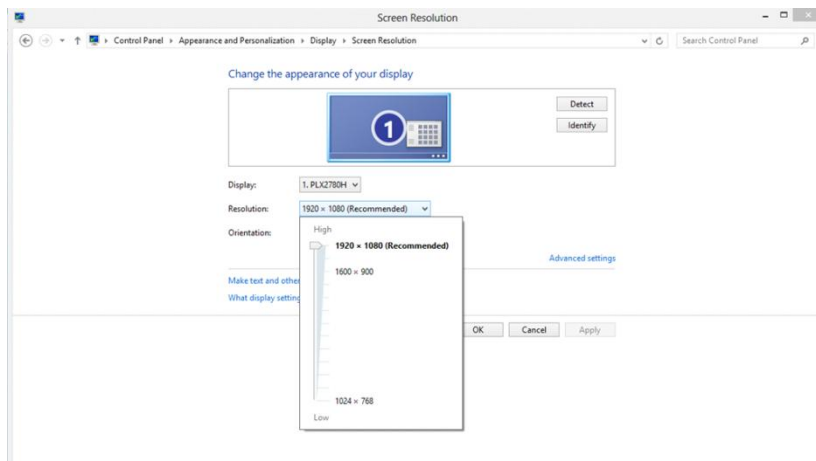 Screen Resolution
Control Panel ▸ Appearance and Personalization ▸ Display ▸ Screen Resolution
Search Control Panel
Change the appearance of your display
1
Detect
Identify
Display: 1. PLX2780H
Resolution: 1920 × 1080 (Recommended)
Orientation:
High
1920 × 1080 (Recommended)
1600 × 900
Advanced settings
Make text and other
What display setting
OK Cancel Apply
1024 × 768
Low